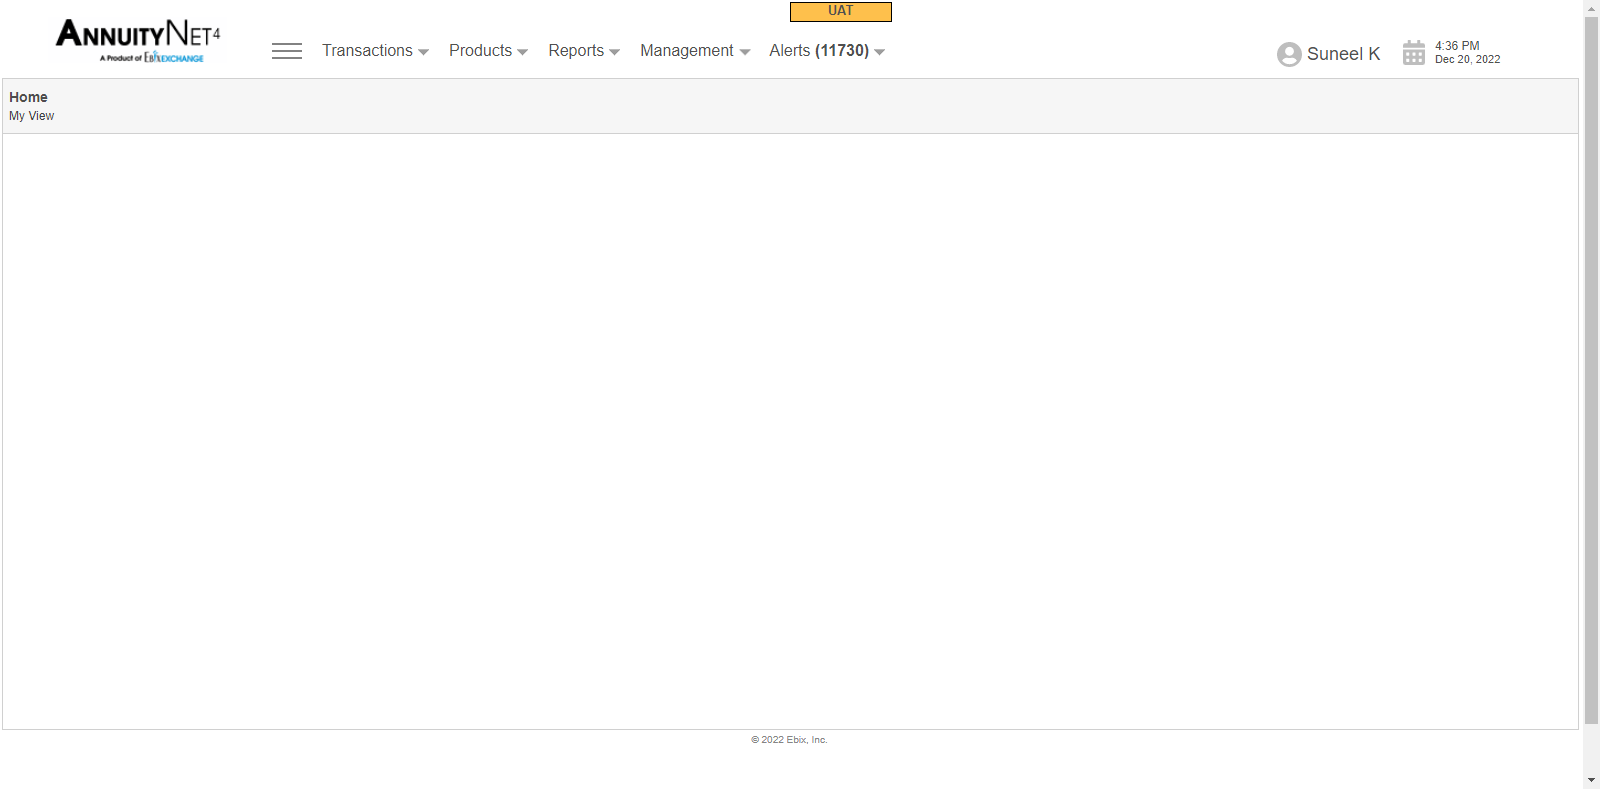 UAT
ANNUITYNET4
A Product of EbixEXCHANGE
Transactions
Products
Reports
Management
Alerts (11730)
Suneel K
4:36 PM
Dec 20, 2022
Home
My View
© 2022 Ebix, Inc.